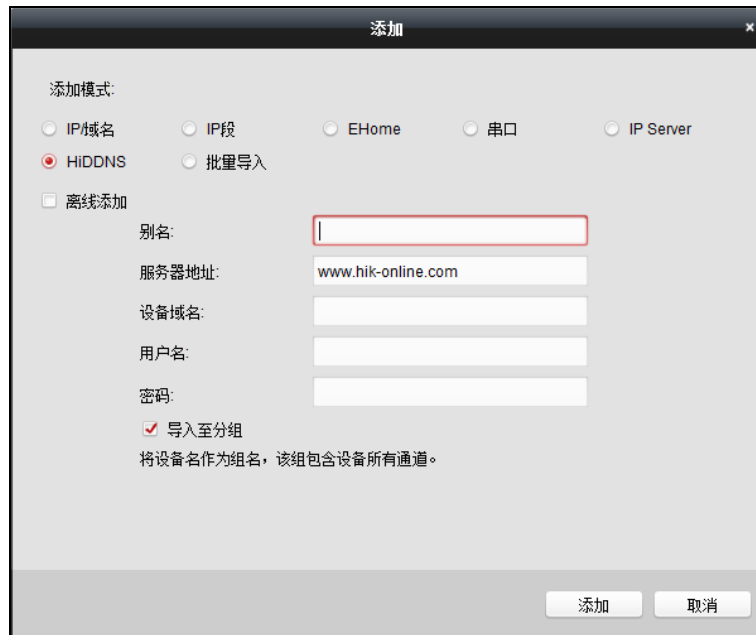 添加
添加模式:
IP/域名 IP段 EHome 串口 IP Server
HiDDNS 批量导入
离线添加
别名:
服务器地址: www.hik-online.com
设备域名:
用户名:
密码:
导入至分组
将设备名作为组名，该组包含设备所有通道。
添加 取消